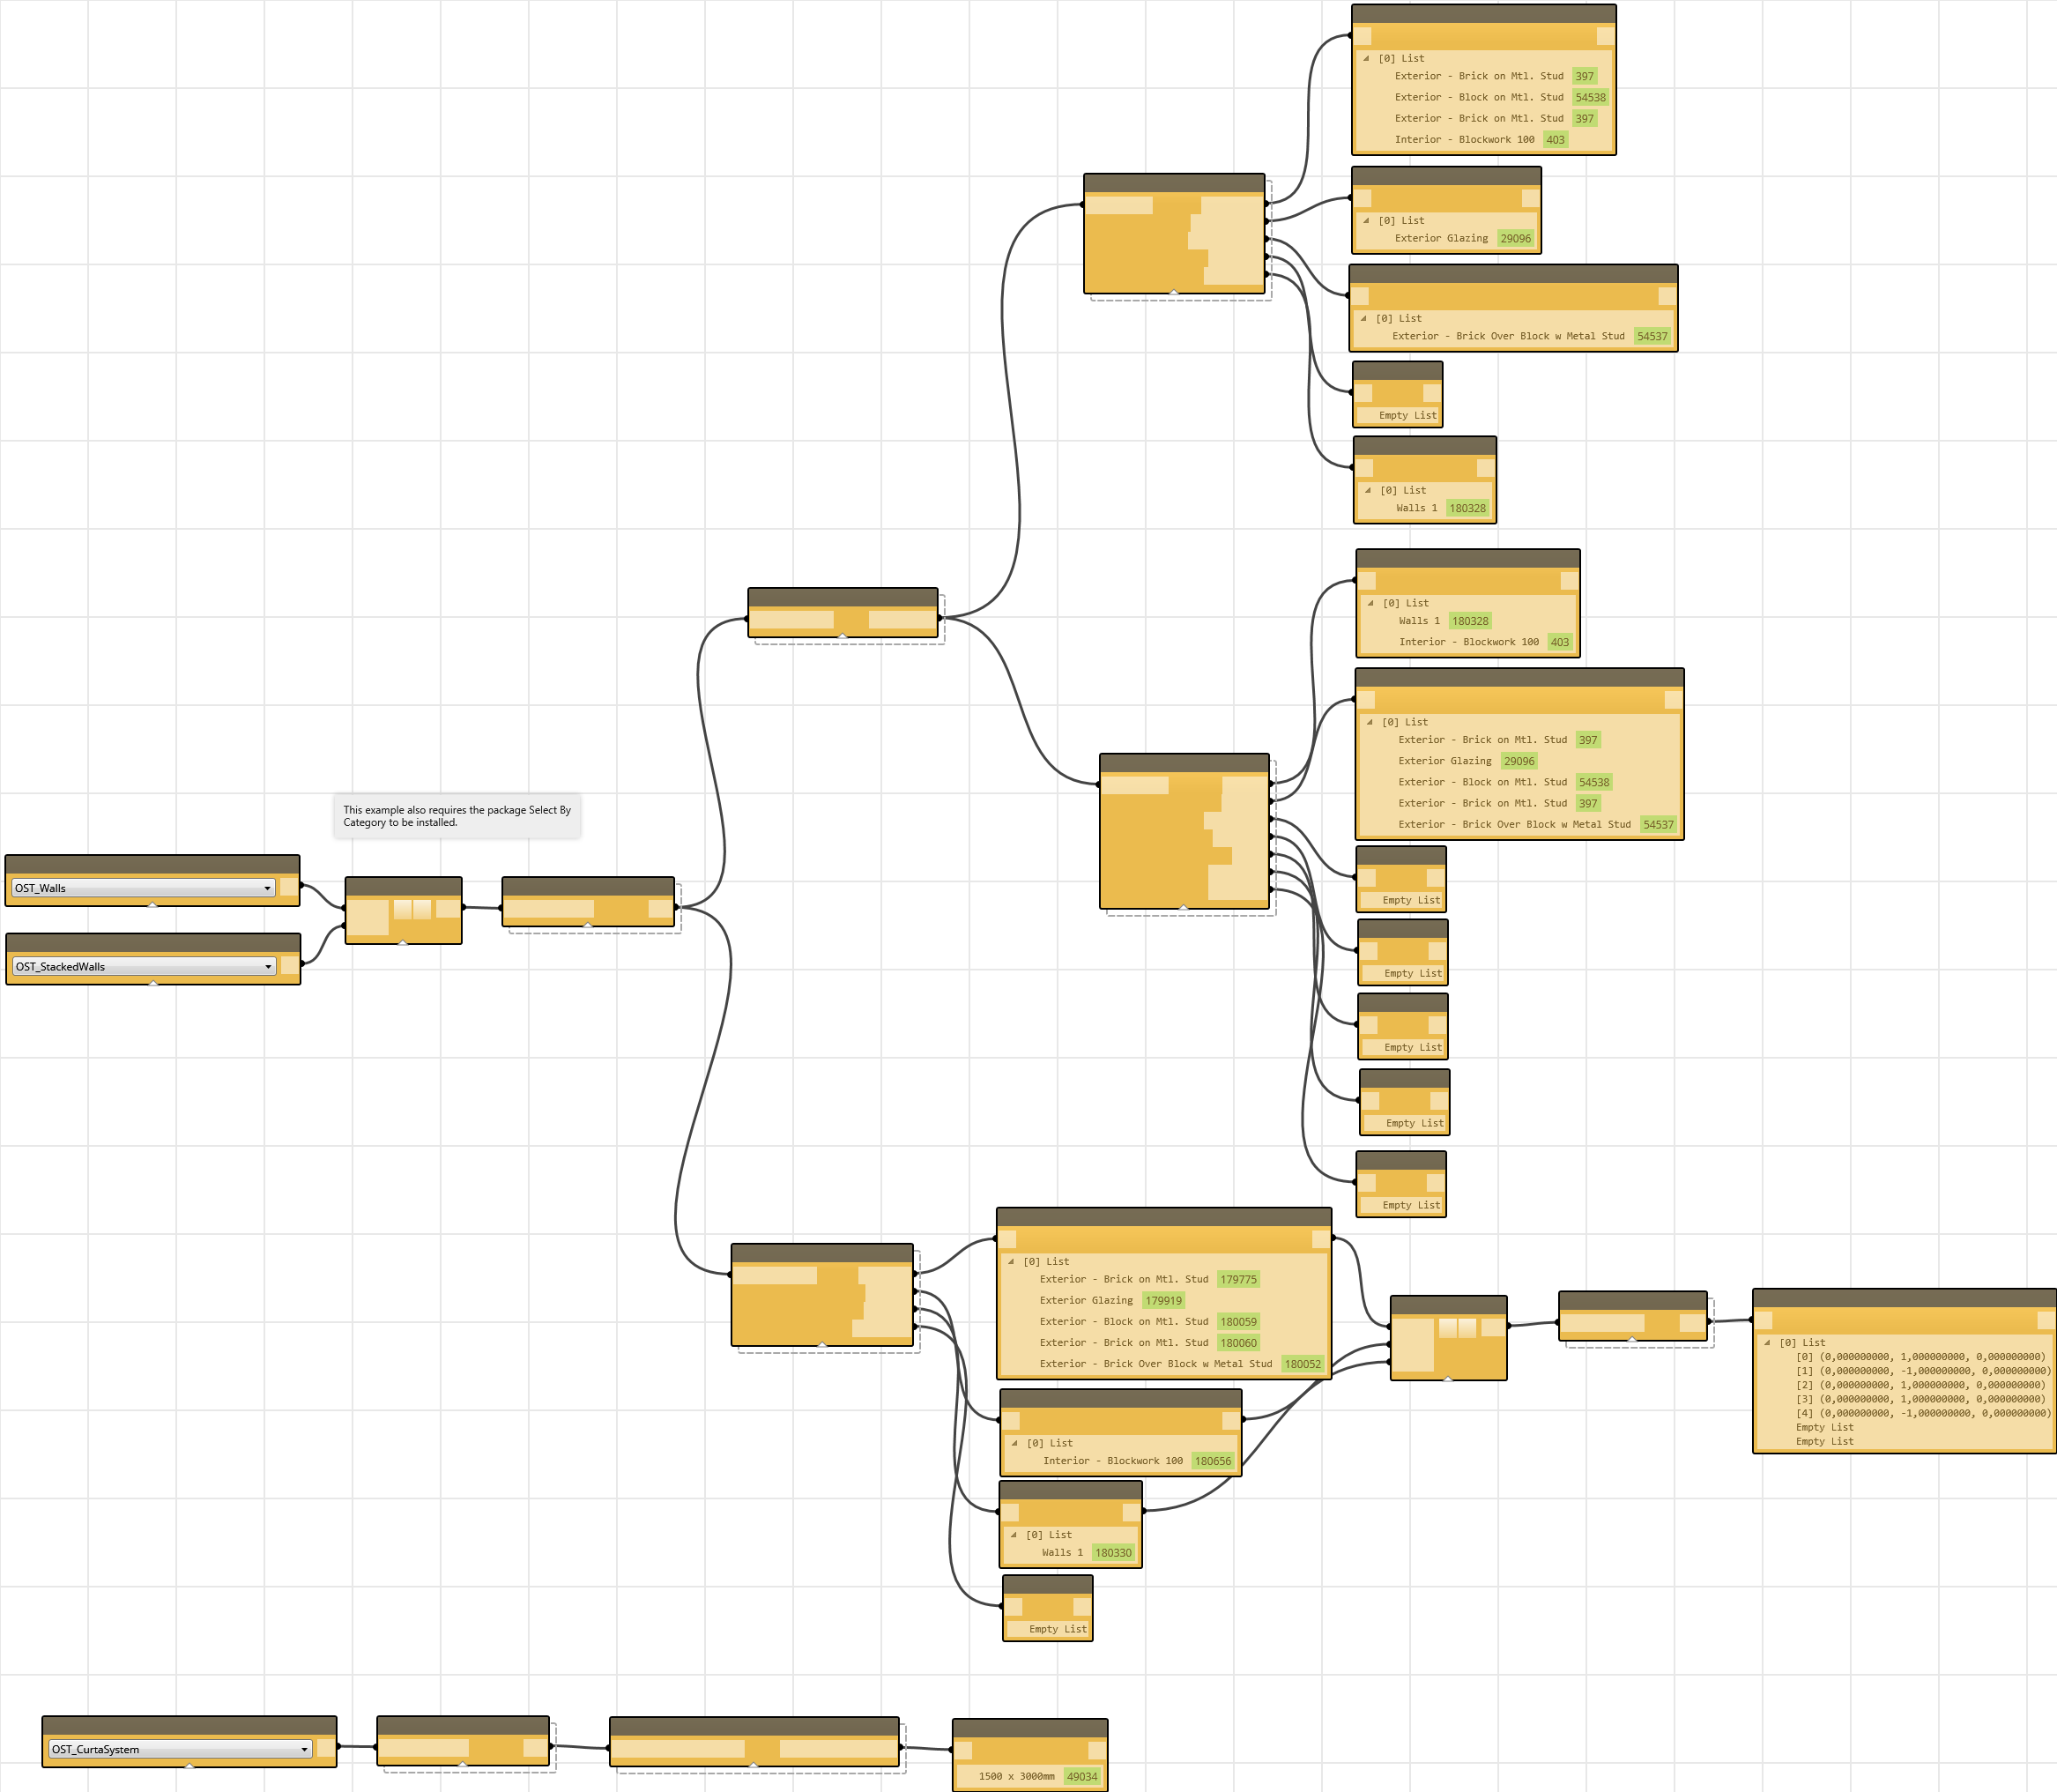 [0] List
Exterior - Brick on Mtl. Stud 397
Exterior - Block on Mtl. Stud 54538
Exterior - Brick on Mtl. Stud 397
Interior - Blockwork 100 403
[0] List
Exterior Glazing 29096
[0] List
Exterior - Brick Over Block w Metal Stud 54537
Empty List
[0] List
Walls 1 180328
[0] List
Walls 1 180328
Interior - Blockwork 100 403
[0] List
Exterior - Brick on Mtl. Stud 397
Exterior Glazing 29096
Exterior - Block on Mtl. Stud 54538
Exterior - Brick on Mtl. Stud 397
Exterior - Brick Over Block w Metal Stud 54537
This example also requires the package Select By
Category to be installed.
OST_Walls
OST_StackedWalls
Empty List
Empty List
Empty List
Empty List
Empty List
[0] List
Exterior - Brick on Mtl. Stud 179775
Exterior Glazing 179919
Exterior - Block on Mtl. Stud 180059
Exterior - Brick on Mtl. Stud 180060
Exterior - Brick Over Block w Metal Stud 180052
[0] List
Interior - Blockwork 100 180656
[0] List
Walls 1 180330
Empty List
[0] List
[0] (0,000000000, 1,000000000, 0,000000000)
[1] (0,000000000, -1,000000000, 0,000000000)
[2] (0,000000000, 1,000000000, 0,000000000)
[3] (0,000000000, 1,000000000, 0,000000000)
[4] (0,000000000, -1,000000000, 0,000000000)
Empty List
Empty List
OST_CurtaSystem
1500 x 3000mm 49034